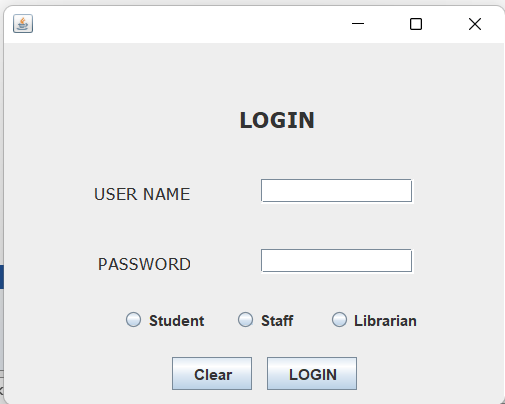 LOGIN
USER NAME
PASSWORD
Student Staff Librarian
Clear LOGIN